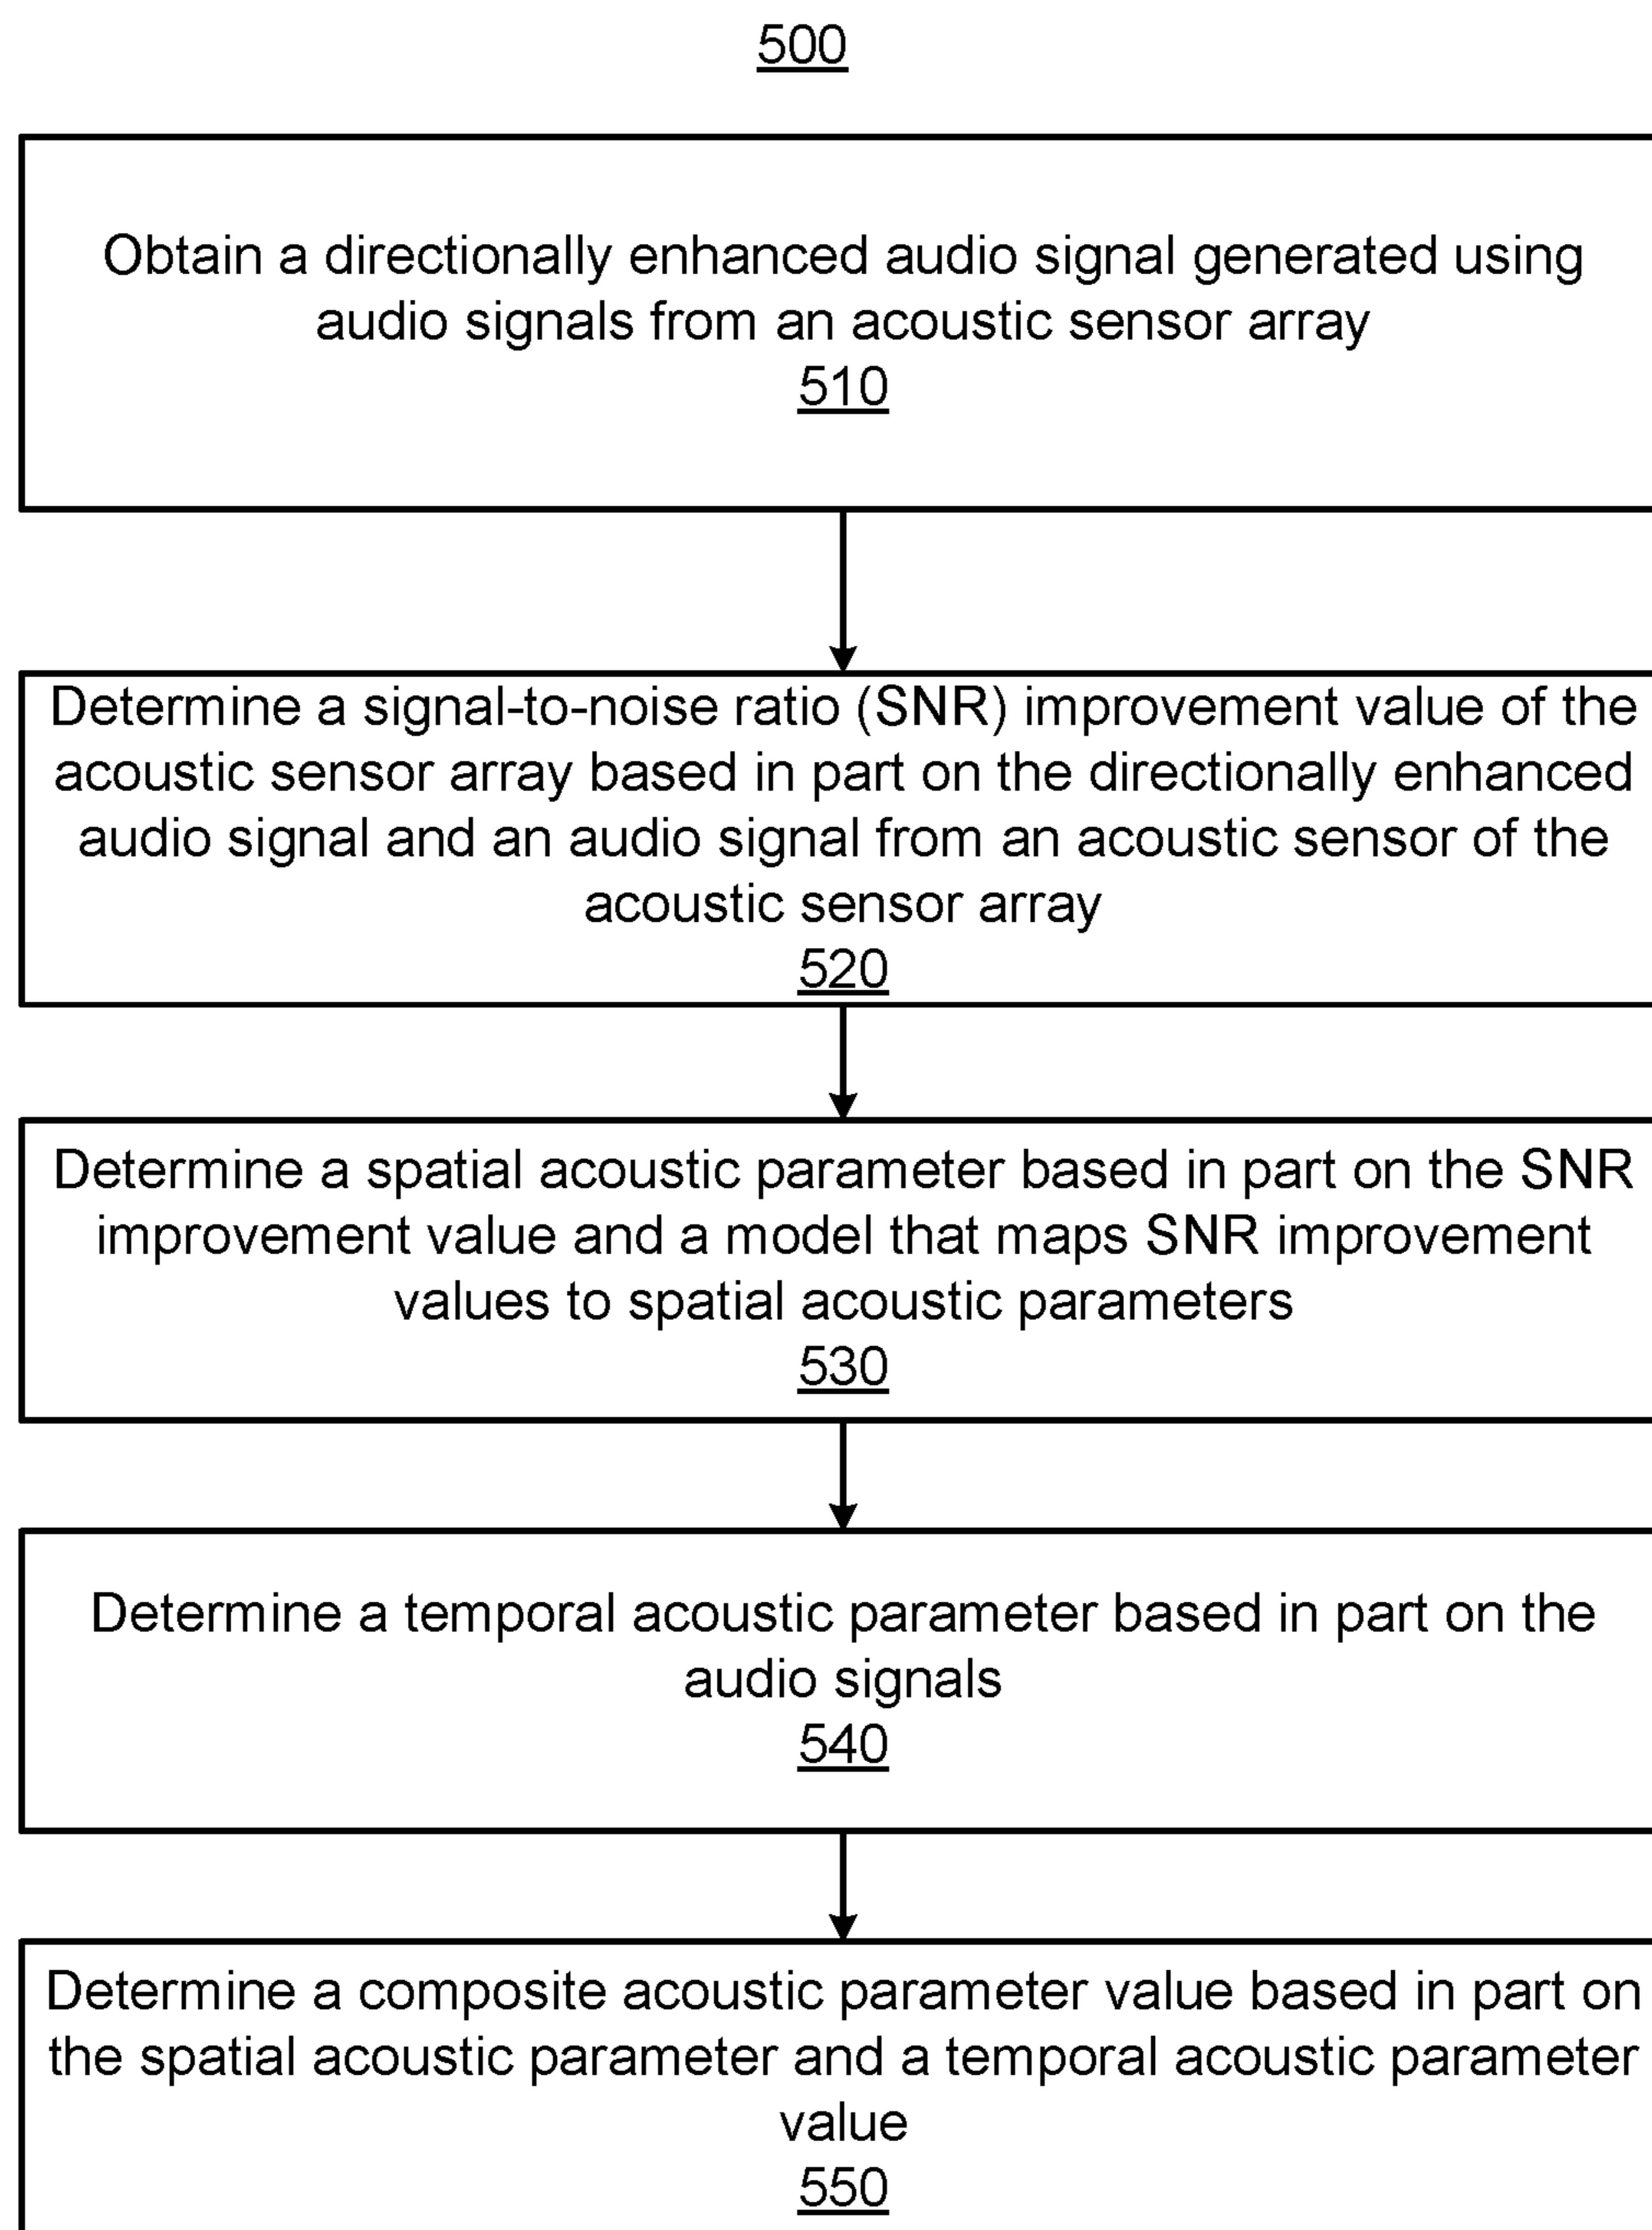 500
Obtain a directionally enhanced audio signal generated using
audio signals from an acoustic sensor array
510
Determine a signal-to-noise ratio (SNR) improvement value of the
acoustic sensor array based in part on the directionally enhanced
audio signal and an audio signal from an acoustic sensor of the
acoustic sensor array
520
Determine a spatial acoustic parameter based in part on the SNR
improvement value and a model that maps SNR improvement
values to spatial acoustic parameters
530
Determine a temporal acoustic parameter based in part on the
audio signals
540
Determine a composite acoustic parameter value based in part on
the spatial acoustic parameter and a temporal acoustic parameter
value
550